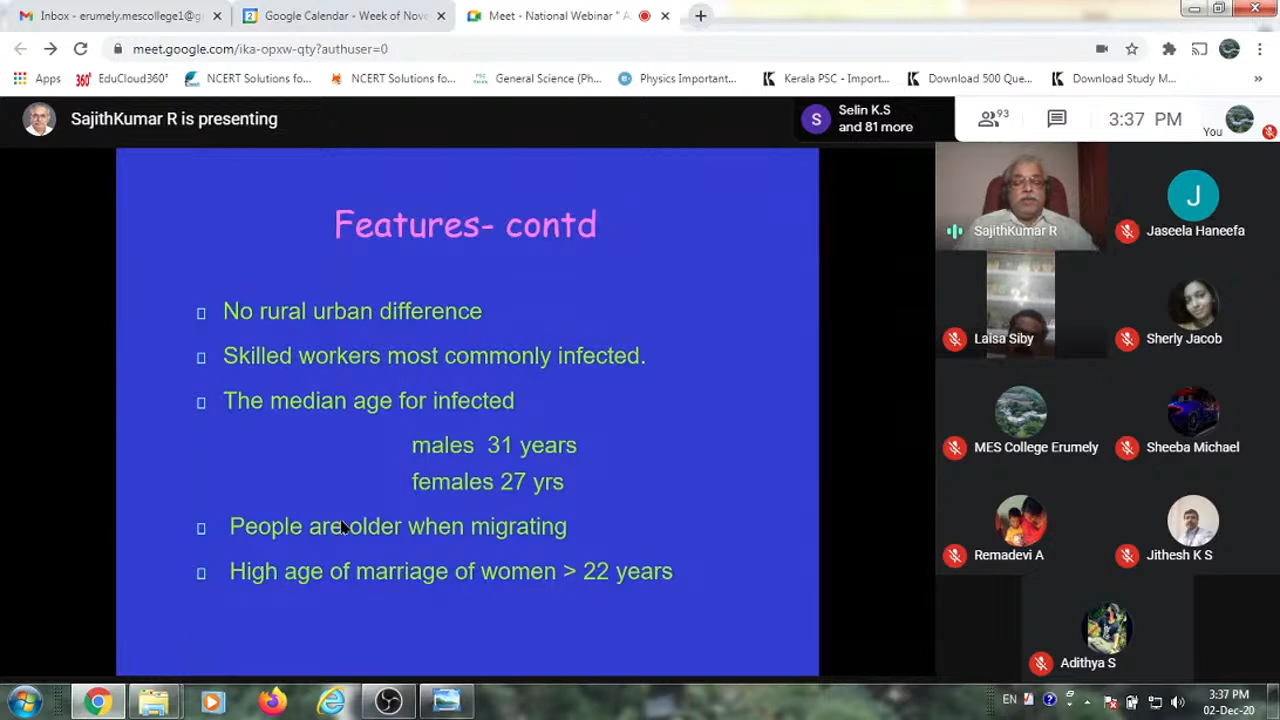 Inbox - erumely.mescollege1@g
Google Calendar - Week of Nove
Meet - National Webinar " A
meet.google.com/ika-opxw-qty?authuser=0
Apps
360°
EduCloud360°
NCERT Solutions fo...
NCERT Solutions fo...
General Science (Ph...
Physics Important...
Kerala PSC - Import...
Download 500 Que...
Download Study M...
»
SajithKumar R is presenting
S
Selin K.S
and 81 more
93
3:37 PM
You
Features- contd
No rural urban difference
Skilled workers most commonly infected.
The median age for infected
males 31 years
females 27 yrs
People are older when migrating
High age of marriage of women > 22 years
SajithKumar R
J
Jaseela Haneefa
Laisa Siby
Sherly Jacob
MES College Erumely
Sheeba Michael
Remadevi A
Jithesh K S
Adithya S
EN
3:37 PM
02-Dec-20